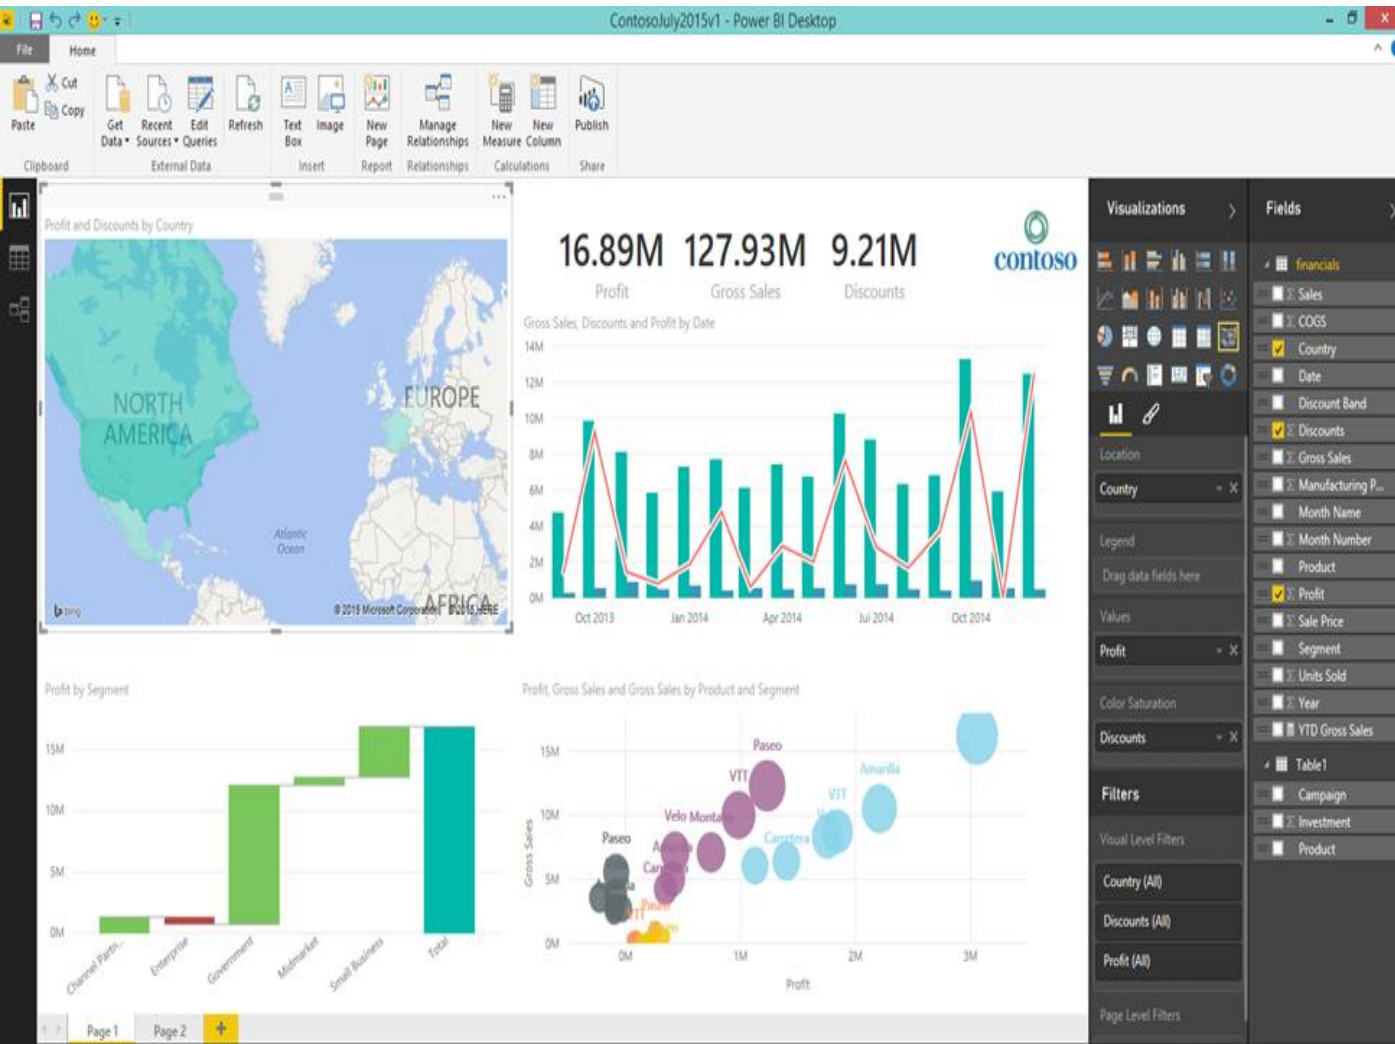 ContosoJuly2015v1 - Power BI Desktop
File Home
Paste
Cut
Copy
Get Data
Recent Sources
Edit Queries
Refresh
Text Box
Image
New Page
Manage Relationships
New Measure
New Column
Publish
Clipboard
External Data
Insert
Report
Relationships
Calculations
Share
Profit and Discounts by Country
NORTH
AMERICA
EUROPE
Atlantic
Ocean
AFRICA
bing
© 2015 Microsoft Corporation © 2015 HERE
16.89M 127.93M 9.21M
Profit Gross Sales Discounts
contoso
Gross Sales, Discounts and Profit by Date
14M
12M
10M
8M
6M
4M
2M
0M
Oct 2013 Jan 2014 Apr 2014 Jul 2014 Oct 2014
Profit by Segment
15M
10M
5M
0M
Channel Partn...
Enterprise
Government
Midmarket
Small Business
Total
Profit, Gross Sales and Gross Sales by Product and Segment
Gross Sales
15M
10M
5M
0M
Paseo
VTT
Amarilla
VTT
Velo Montana
Carretera
Paseo
VTT
Paseo
0M 1M 2M 3M
Profit
Page 1 Page 2 +
Visualizations
Location
Country
Legend
Drag data fields here
Values
Profit
Color Saturation
Discounts
Filters
Visual Level Filters
Country (All)
Discounts (All)
Profit (All)
Page Level Filters
Fields
financials
Σ Sales
Σ COGS
Country
Date
Discount Band
Σ Discounts
Σ Gross Sales
Σ Manufacturing P...
Month Name
Σ Month Number
Product
Σ Profit
Σ Sale Price
Segment
Σ Units Sold
Σ Year
YTD Gross Sales
Table1
Campaign
Σ Investment
Product